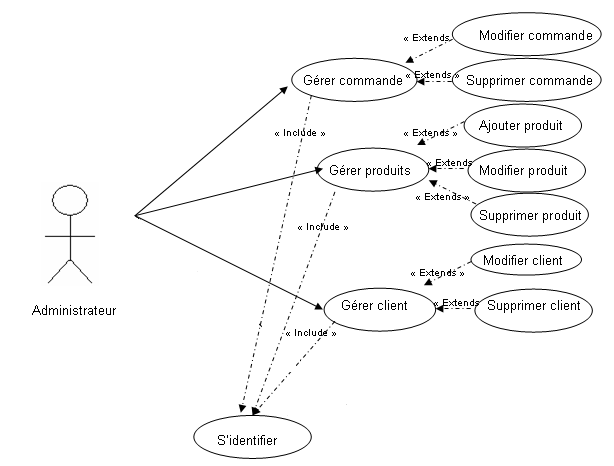 « Extends
Modifier commande
Gérer commande
« Extends »
Supprimer commande
« Include »
« Extends »
Ajouter produit
Gérer produits
« Extends
Modifier produit
« Extends »
Supprimer produit
« Include »
Modifier client
« Extends »
Administrateur
Gérer client
« Extends
Supprimer client
« Include »
S'identifier